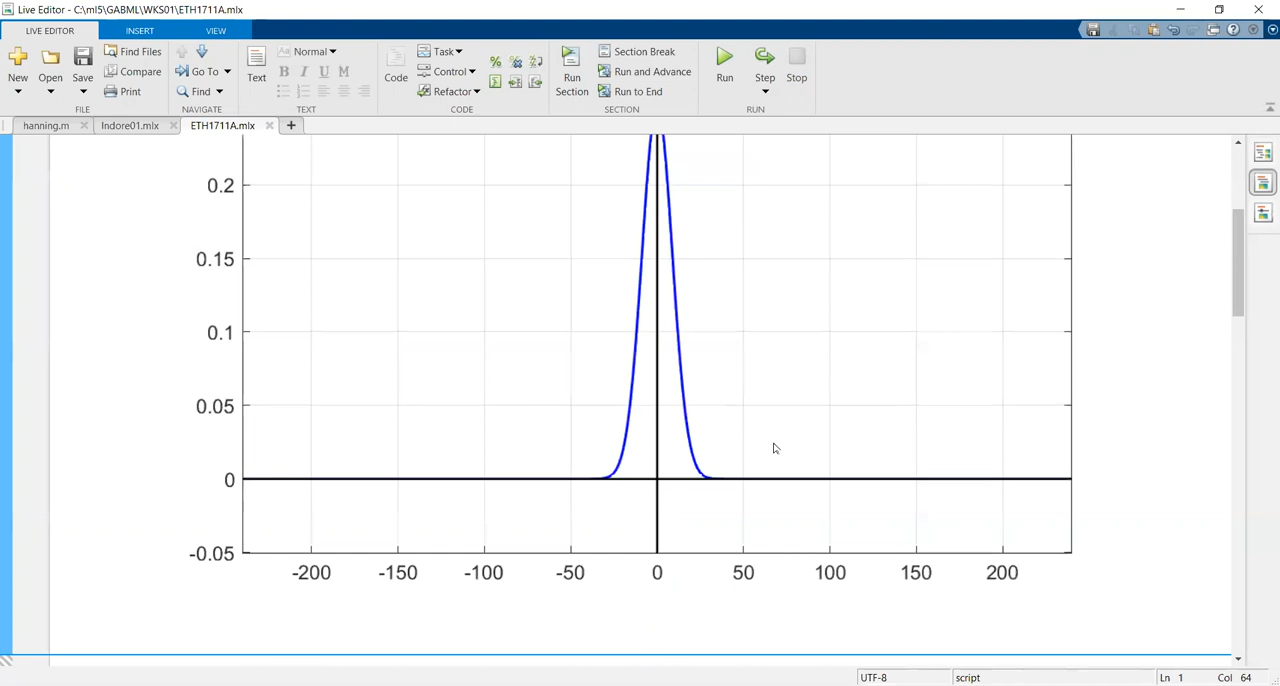 Live Editor - C:\ml5\GABML\WKS01\ETH1711A.mlx
LIVE EDITOR INSERT VIEW
New Open Save Find Files Compare Print
FILE
Go To Find
NAVIGATE
Text Aa Normal B I U M
TEXT
Code Task Control Refactor
CODE
Run Section Section Break Run and Advance Run to End
SECTION
Run Step Stop
RUN
hanning.m Indore01.mlx ETH1711A.mlx
0.2
0.15
0.1
0.05
0
-0.05
-200 -150 -100 -50 0 50 100 150 200
UTF-8 script Ln 1 Col 64